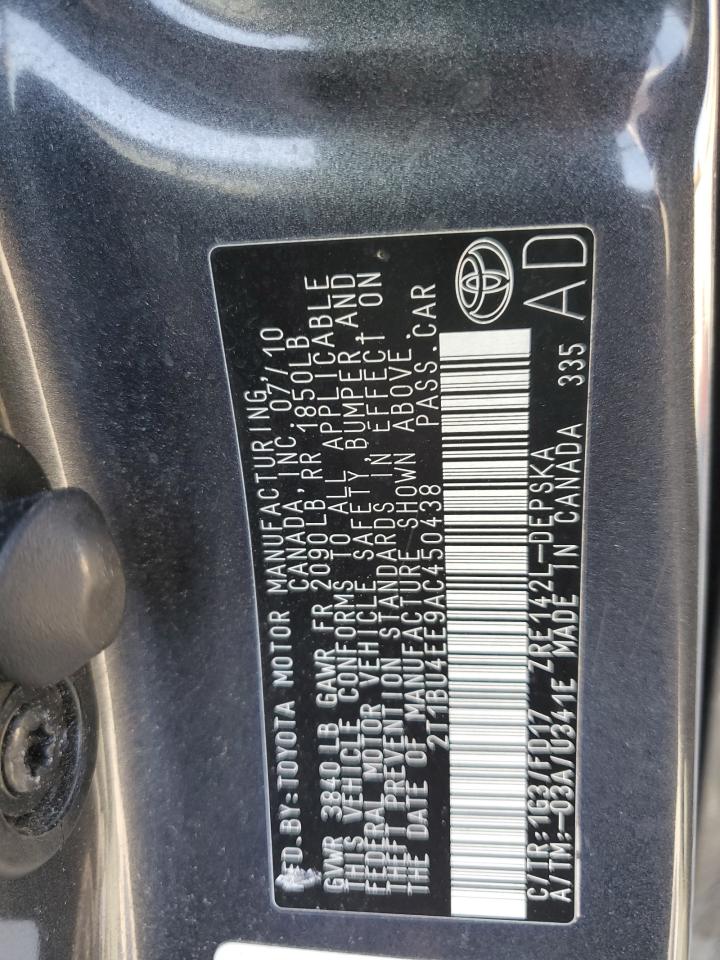 MFD.BY:TOYOTA MOTOR MANUFACTURING,
CANADA, INC. 07/10
GVWR 3840LB GAWR FR 2090LB, RR 1850LB
THIS VEHICLE CONFORMS TO ALL APPLICABLE
FEDERAL MOTOR VEHICLE SAFETY, BUMPER, AND
THEFT PREVENTION STANDARDS IN EFFECT ON
THE DATE OF MANUFACTURE SHOWN ABOVE.
2T1BU4EE9AC450438 PASS.CAR
C/TR:1G3/FD17 ZRE142L-DEPSKA
A/TM:-03A/U341E MADE IN CANADA 335
AD